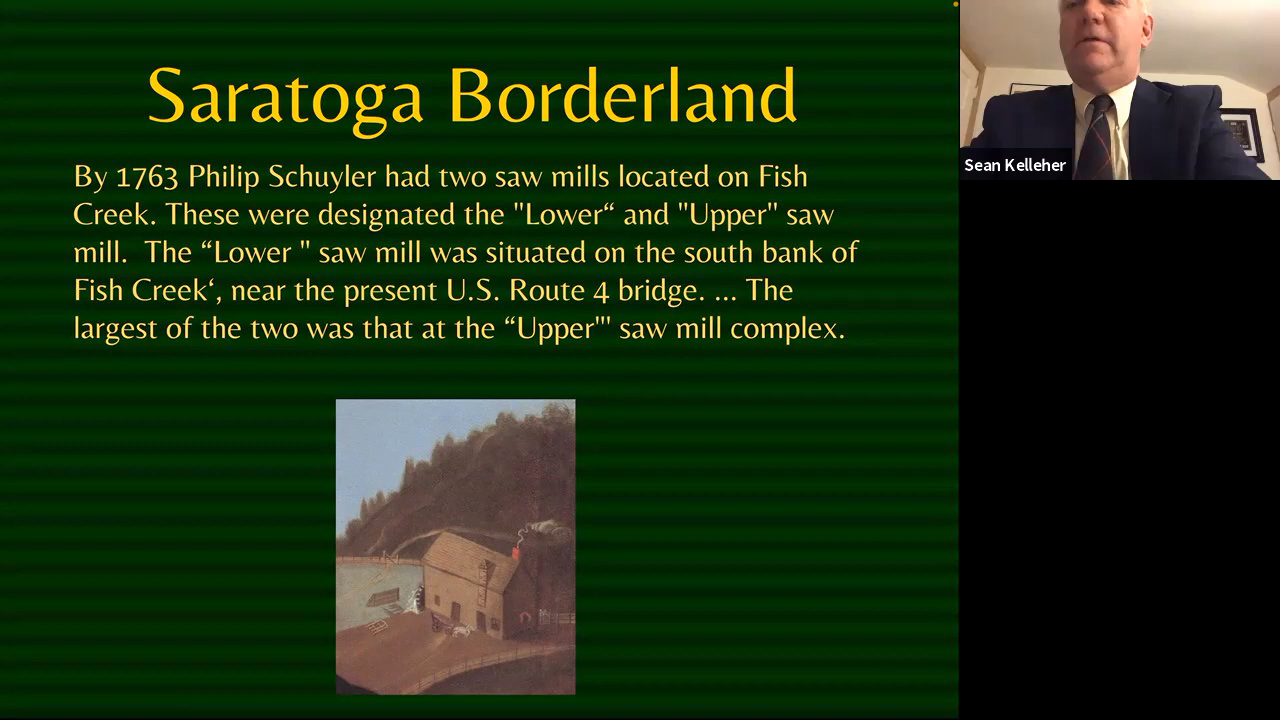 Saratoga Borderland
By 1763 Philip Schuyler had two saw mills located on Fish
Creek. These were designated the "Lower“ and "Upper" saw
mill.  The “Lower " saw mill was situated on the south bank of
Fish Creek‘, near the present U.S. Route 4 bridge. ... The
largest of the two was that at the “Upper"' saw mill complex.
Sean Kelleher